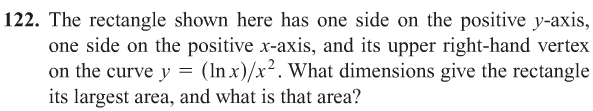 122. The rectangle shown here has one side on the positive y-axis,
one side on the positive x-axis, and its upper right-hand vertex
on the curve y = (ln x)/x². What dimensions give the rectangle
its largest area, and what is that area?